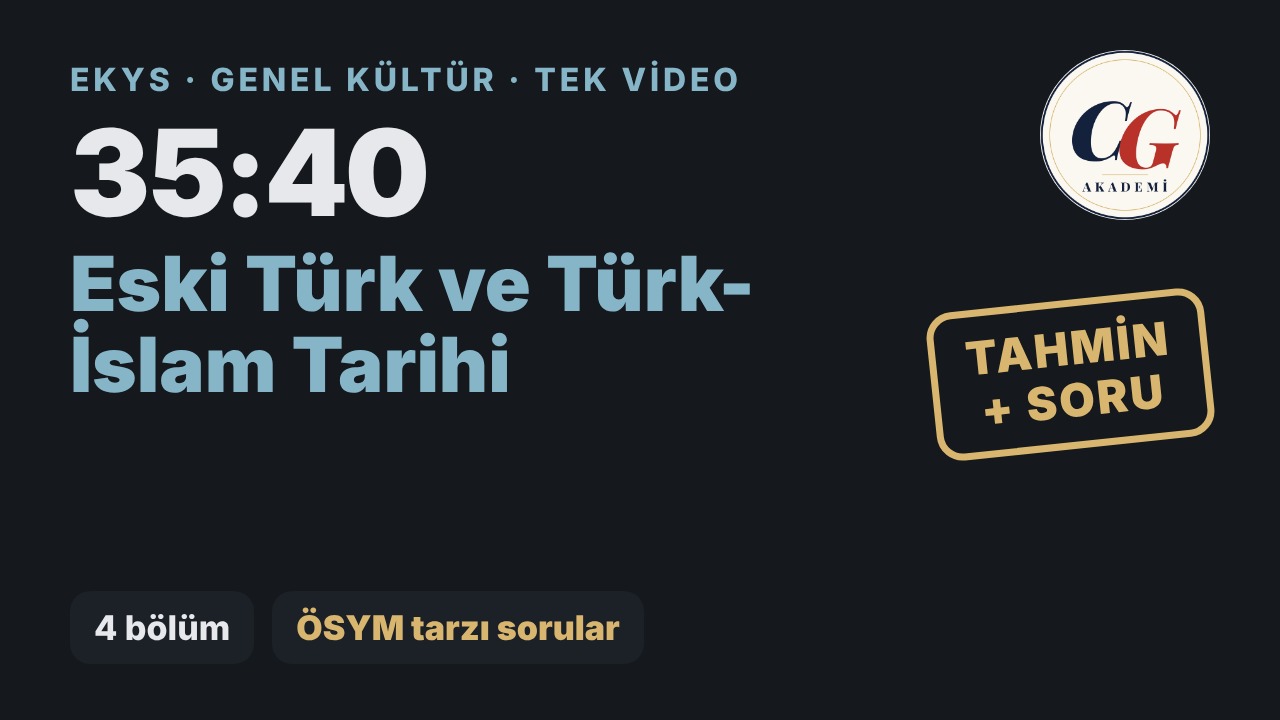 EKYS · GENEL KÜLTÜR · TEK VİDEO
35:40
Eski Türk ve Türk-
İslam Tarihi
CG
AKADEMİ
TAHMİN
+ SORU
4 bölüm
ÖSYM tarzı sorular